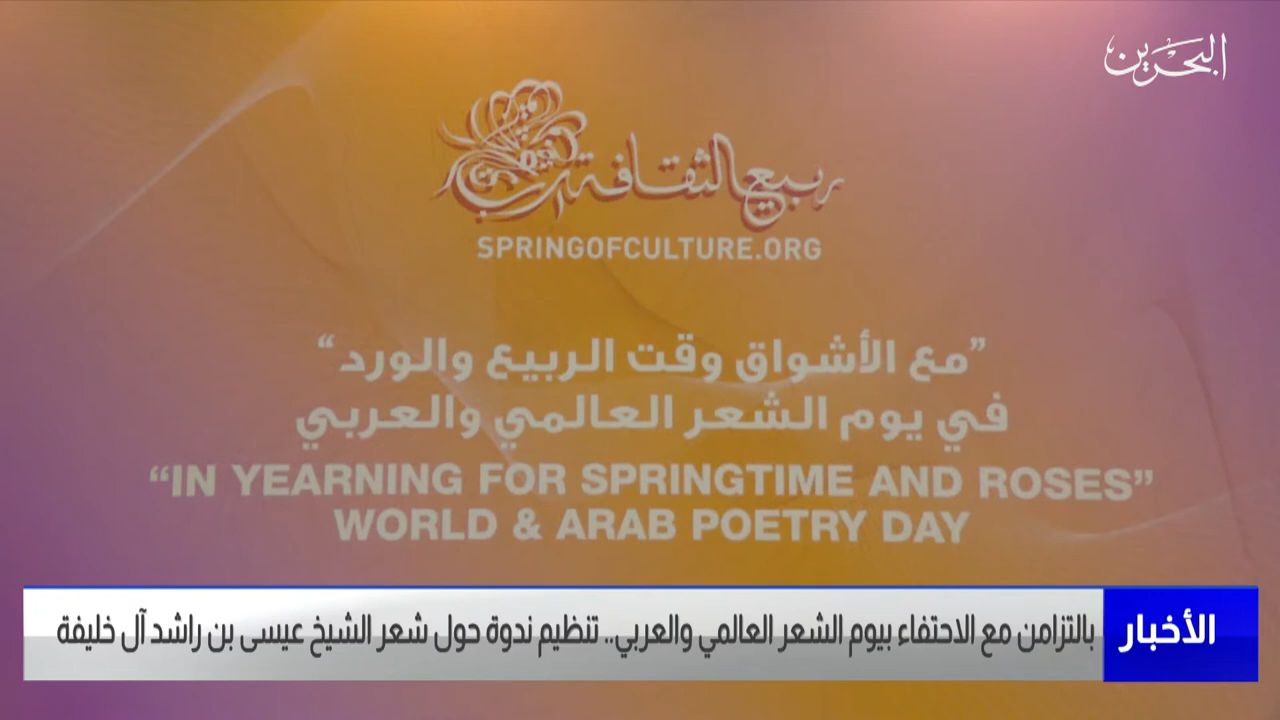 البحرين
ربيع الثقافة
SPRINGOFCULTURE.ORG
”مع الأشواق وقت الربيع والورد“
في يوم الشعر العالمي والعربي
“IN YEARNING FOR SPRINGTIME AND ROSES”
WORLD & ARAB POETRY DAY
الأخبار
بالتزامن مع الاحتفاء بيوم الشعر العالمي والعربي.. تنظيم ندوة حول شعر الشيخ عيسى بن راشد آل خليفة